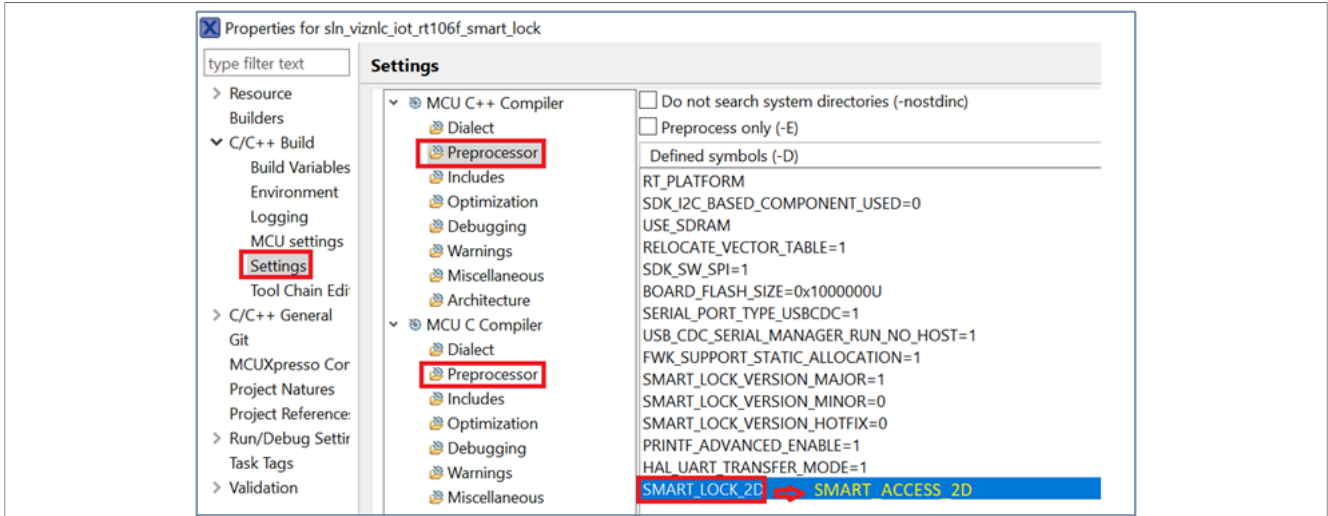 Properties for sln_viznlc_iot_rt106f_smart_lock
type filter text
Settings
Resource
Builders
C/C++ Build
Build Variables
Environment
Logging
MCU settings
Settings
Tool Chain Edi
C/C++ General
Git
MCUXpresso Cor
Project Natures
Project Reference:
Run/Debug Settir
Task Tags
Validation
MCU C++ Compiler
Dialect
Preprocessor
Includes
Optimization
Debugging
Warnings
Miscellaneous
Architecture
MCU C Compiler
Dialect
Preprocessor
Includes
Optimization
Debugging
Warnings
Miscellaneous
Do not search system directories (-nostdinc)
Preprocess only (-E)
Defined symbols (-D)
RT_PLATFORM
SDK_I2C_BASED_COMPONENT_USED=0
USE_SDRAM
RELOCATE_VECTOR_TABLE=1
SDK_SW_SPI=1
BOARD_FLASH_SIZE=0x1000000U
SERIAL_PORT_TYPE_USBCDC=1
USB_CDC_SERIAL_MANAGER_RUN_NO_HOST=1
FWK_SUPPORT_STATIC_ALLOCATION=1
SMART_LOCK_VERSION_MAJOR=1
SMART_LOCK_VERSION_MINOR=0
SMART_LOCK_VERSION_HOTFIX=0
PRINTF_ADVANCED_ENABLE=1
HAL_UART_TRANSFER_MODE=1
SMART_LOCK_2D SMART_ACCESS_2D